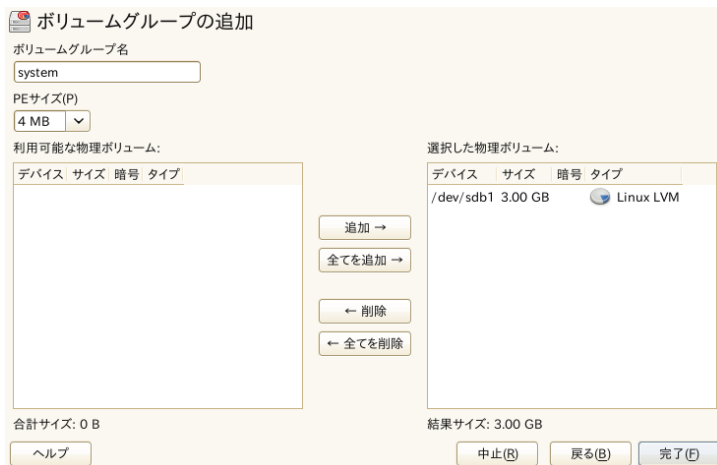 ボリュームグループの追加
ボリュームグループ名
system
PEサイズ(P)
4 MB
利用可能な物理ボリューム:
選択した物理ボリューム:
デバイス サイズ 暗号 タイプ
デバイス サイズ 暗号 タイプ
/dev/sdb1 3.00 GB Linux LVM
追加 →
全てを追加 →
← 削除
← 全てを削除
合計サイズ: 0 B
結果サイズ: 3.00 GB
ヘルプ
中止(R)
戻る(B)
完了(F)